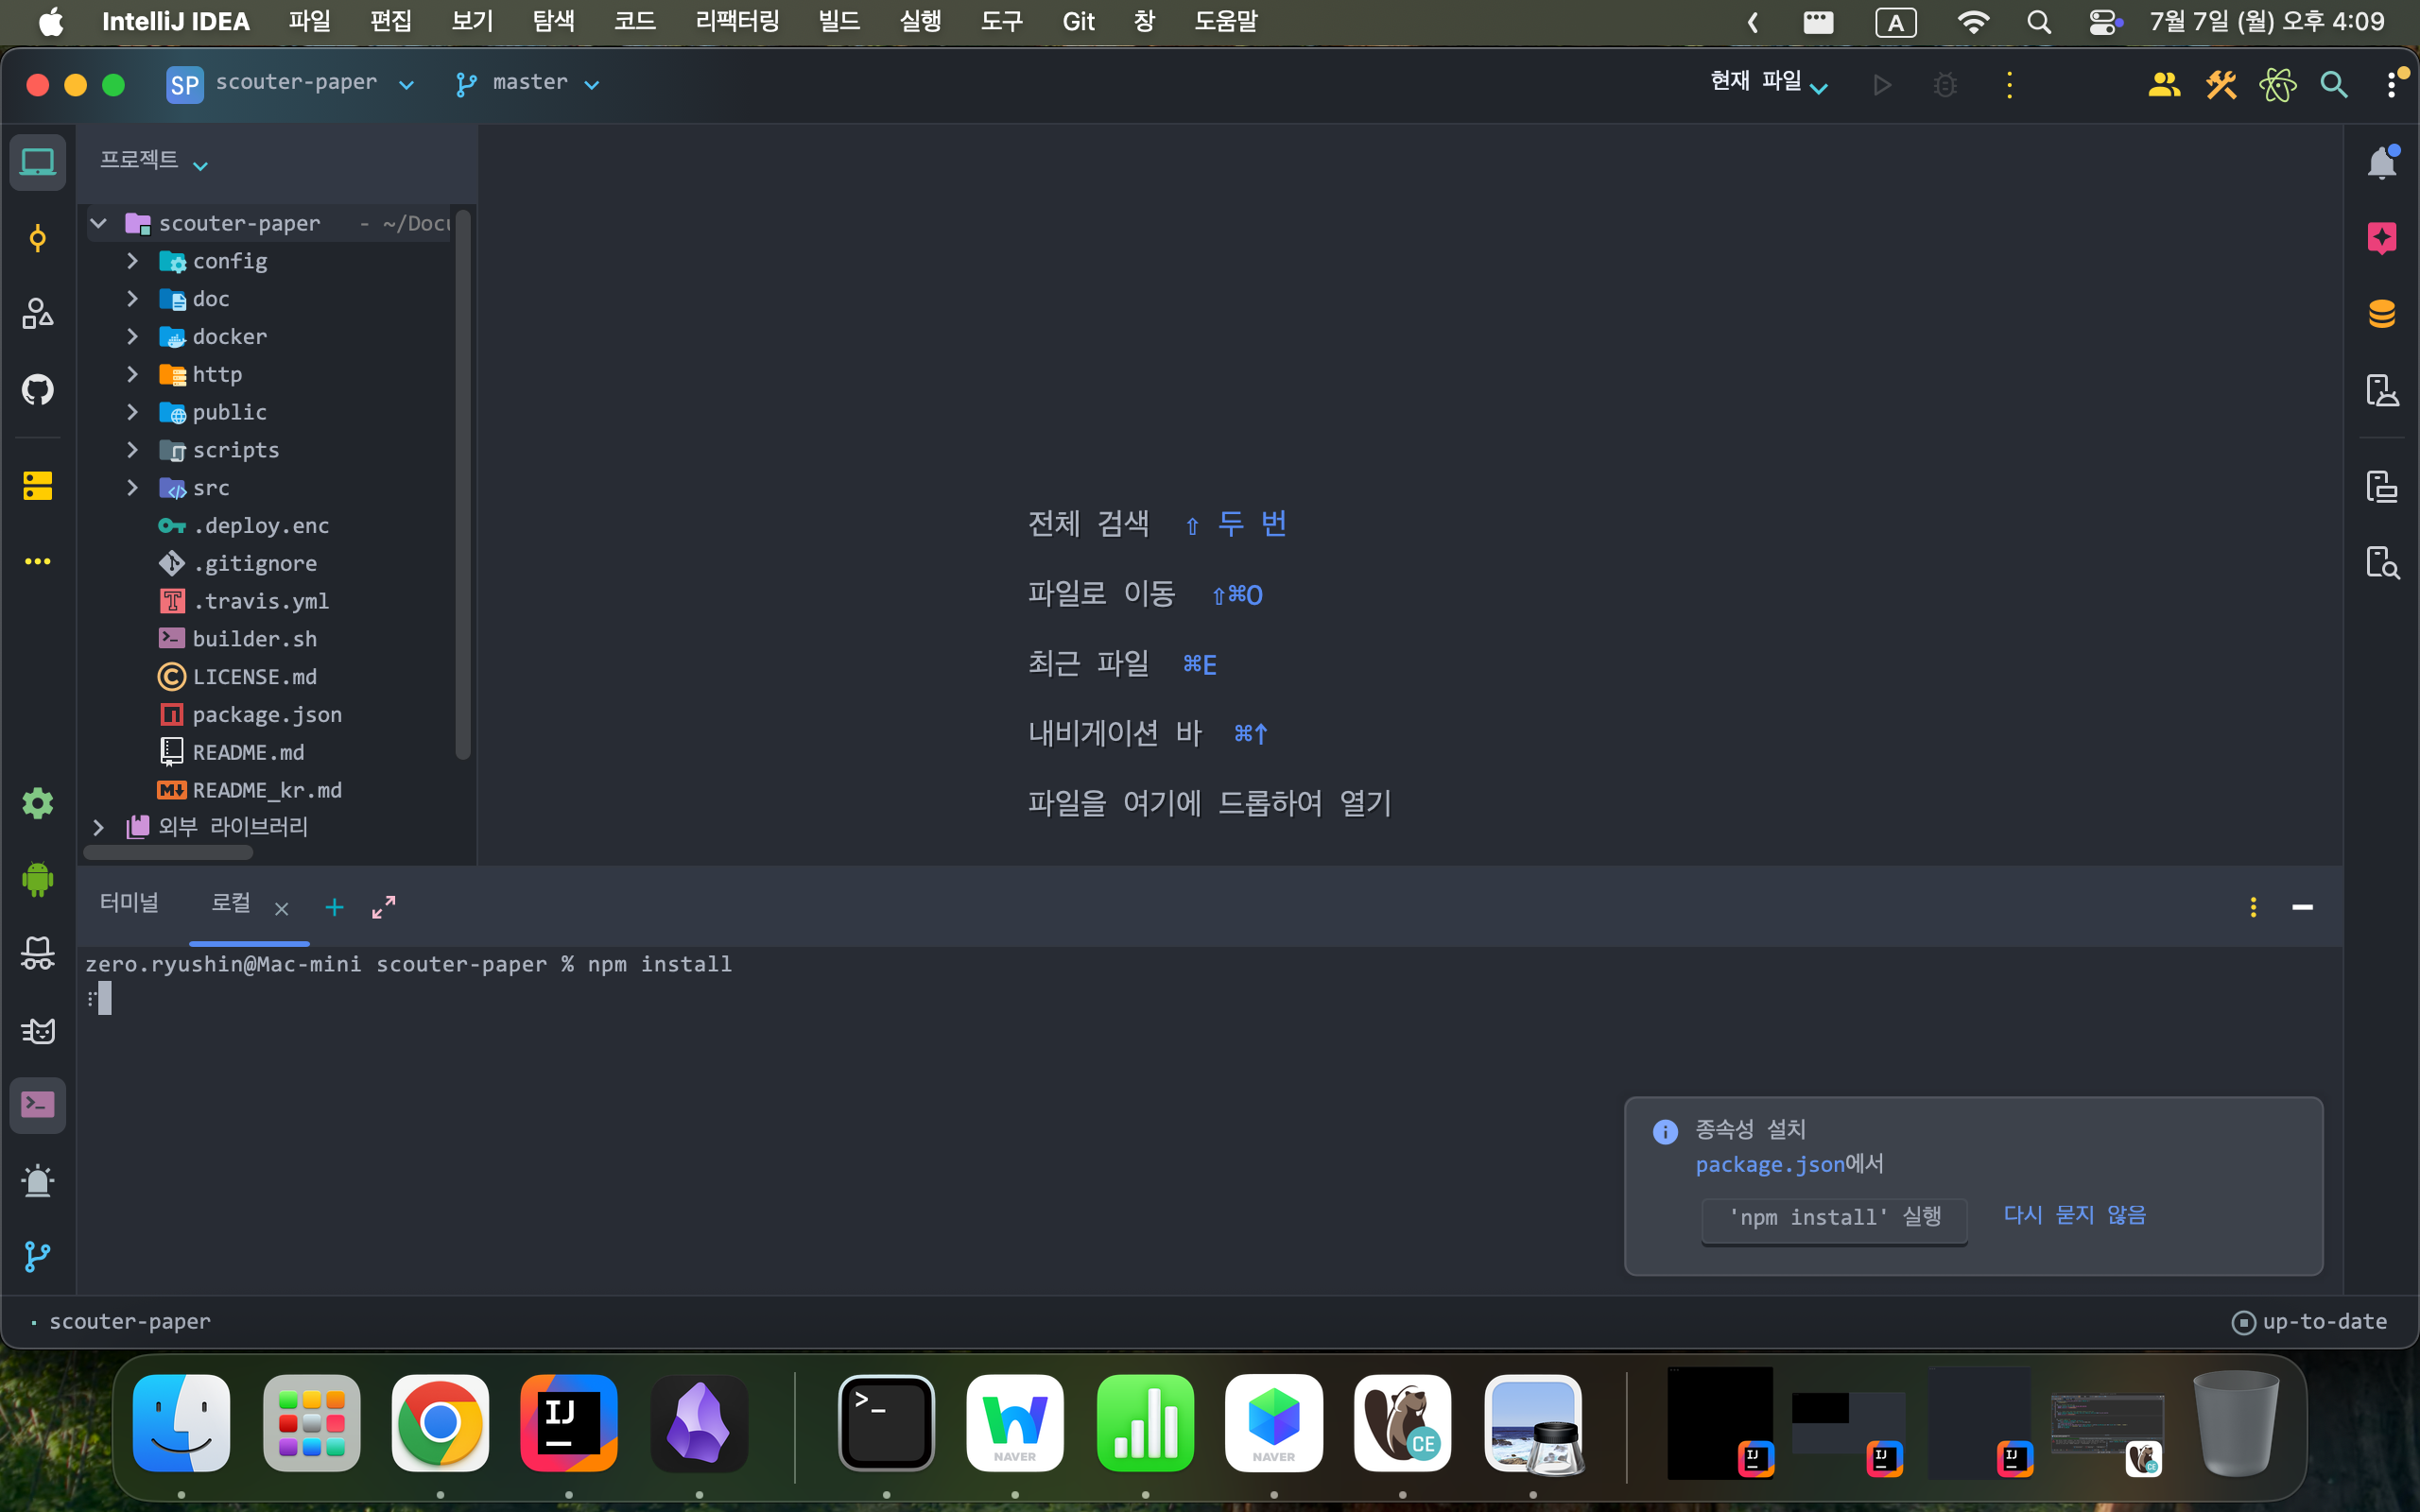 IntelliJ IDEA 파일 편집 보기 탐색 코드 리팩터링 빌드 실행 도구 Git 창 도움말 A 7월 7일 (월) 오후 4:09
SP scouter-paper master 현재 파일
프로젝트
scouter-paper - ~/Docu
config
doc
docker
http
public
scripts
src
.deploy.enc
.gitignore
.travis.yml
builder.sh
LICENSE.md
package.json
README.md
README_kr.md
외부 라이브러리
전체 검색 ⇧ 두 번
파일로 이동 ⇧⌘O
최근 파일 ⌘E
내비게이션 바 ⌘↑
파일을 여기에 드롭하여 열기
터미널 로컬
zero.ryushin@Mac-mini scouter-paper % npm install
종속성 설치
package.json에서
'npm install' 실행 다시 묻지 않음
scouter-paper up-to-date
IJ NAVER NAVER CE IJ IJ IJ